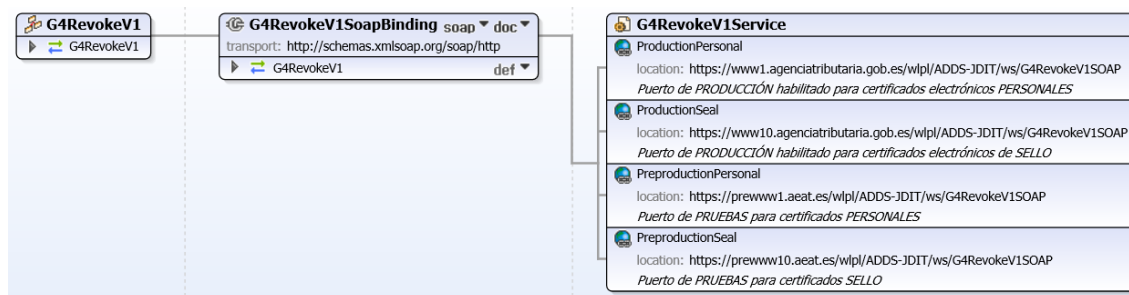 G4RevokeV1
G4RevokeV1
G4RevokeV1SoapBinding soap doc
transport: http://schemas.xmlsoap.org/soap/http
G4RevokeV1 def
G4RevokeV1Service
ProductionPersonal
location: https://www1.agenciatributaria.gob.es/wlpl/ADDS-JDIT/ws/G4RevokeV1SOAP
Puerto de PRODUCCIÓN habilitado para certificados electrónicos PERSONALES
ProductionSeal
location: https://www10.agenciatributaria.gob.es/wlpl/ADDS-JDIT/ws/G4RevokeV1SOAP
Puerto de PRODUCCIÓN habilitado para certificados electrónicos de SELLO
PreproductionPersonal
location: https://prewww1.aeat.es/wlpl/ADDS-JDIT/ws/G4RevokeV1SOAP
Puerto de PRUEBAS para certificados PERSONALES
PreproductionSeal
location: https://prewww10.aeat.es/wlpl/ADDS-JDIT/ws/G4RevokeV1SOAP
Puerto de PRUEBAS para certificados SELLO